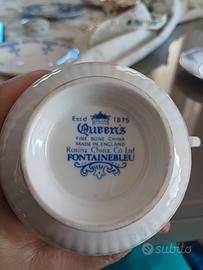 Estd 1875
Queen's
FINE BONE CHINA
MADE IN ENGLAND
Rosina China Co Ltd
FONTAINEBLEU
subito